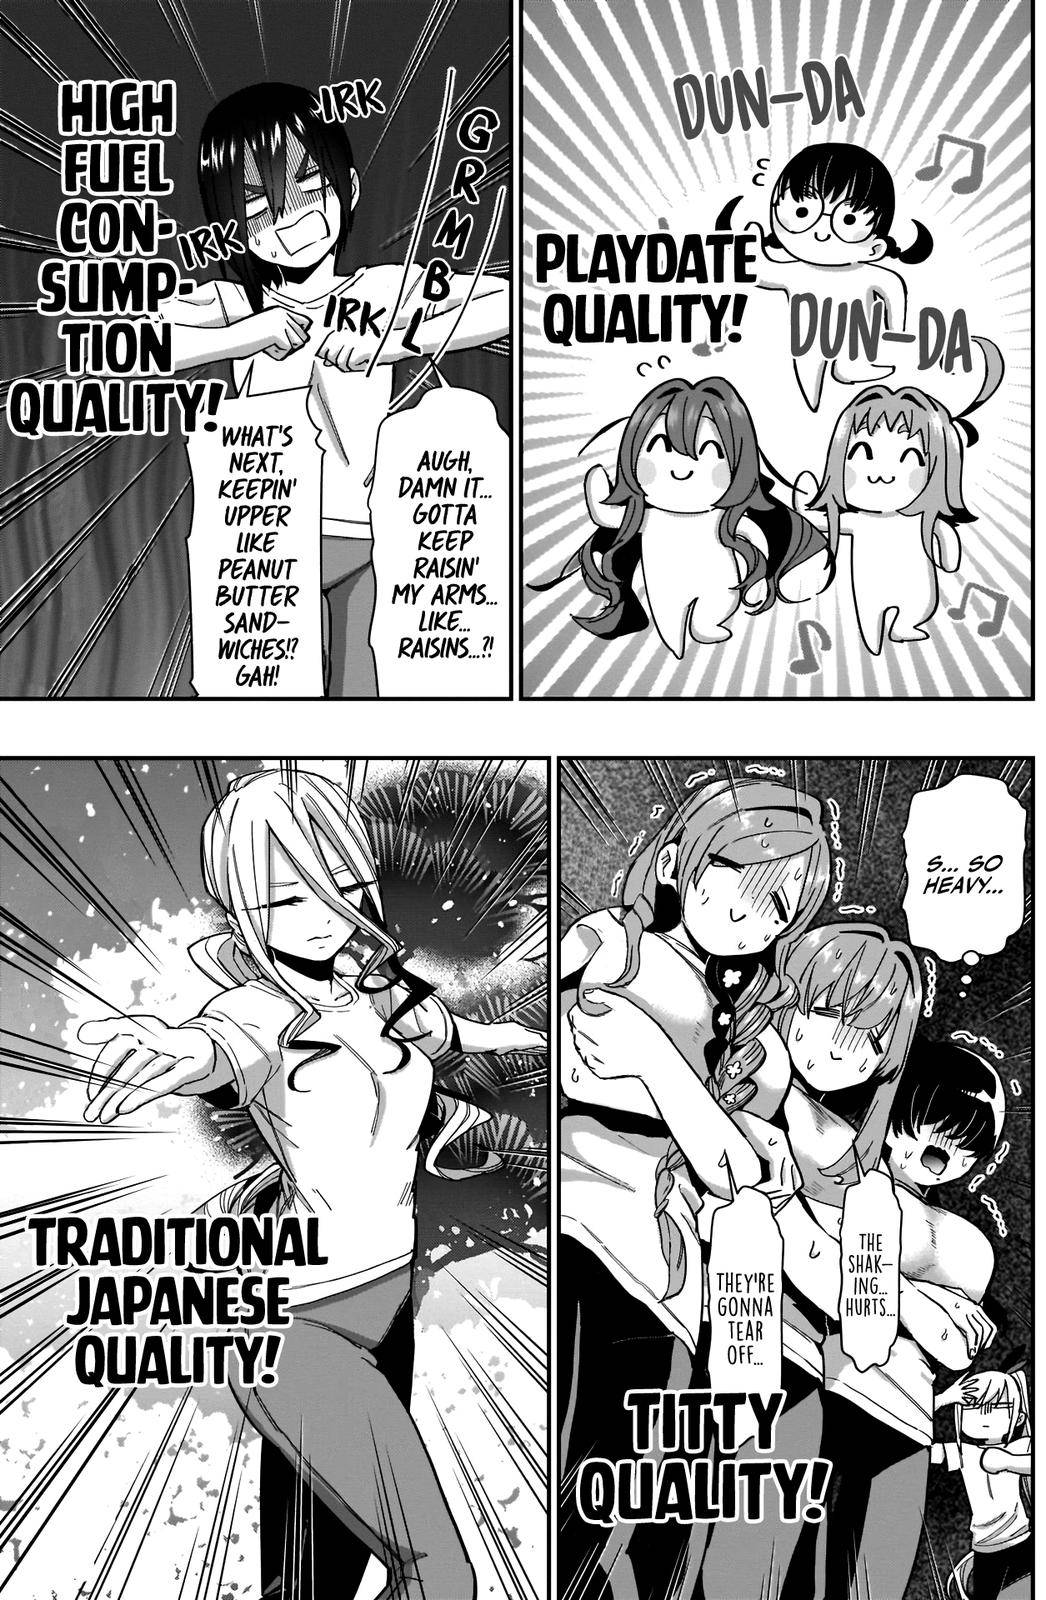 DUN-DA
PLAYDATE
QUALITY!
DUN-DA
HIGH
FUEL
CON-
SUMP-
TION
QUALITY!
IRK
IRK
IRK
GRMBL
AUGH,
DAMN IT...
GOTTA
KEEP
RAISIN'
MY ARMS...
LIKE...
RAISINS...?!
WHAT'S
NEXT,
KEEPIN'
UPPER
LIKE
PEANUT
BUTTER
SAND-
WICHES!?
GAH!
S... SO
HEAVY...
THE
SHAK-
ING...
HURTS...
THEY'RE
GONNA
TEAR
OFF...
TITTY
QUALITY!
TRADITIONAL
JAPANESE
QUALITY!